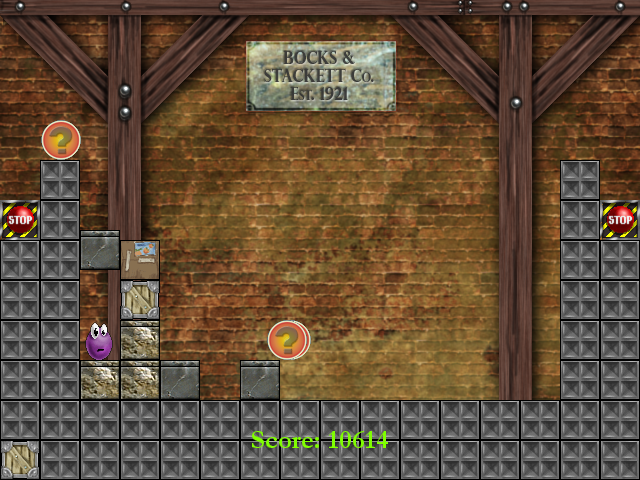 BOCKS &
STACKETT CO.
EST. 1921
?
STOP
STOP
?
Score: 10614